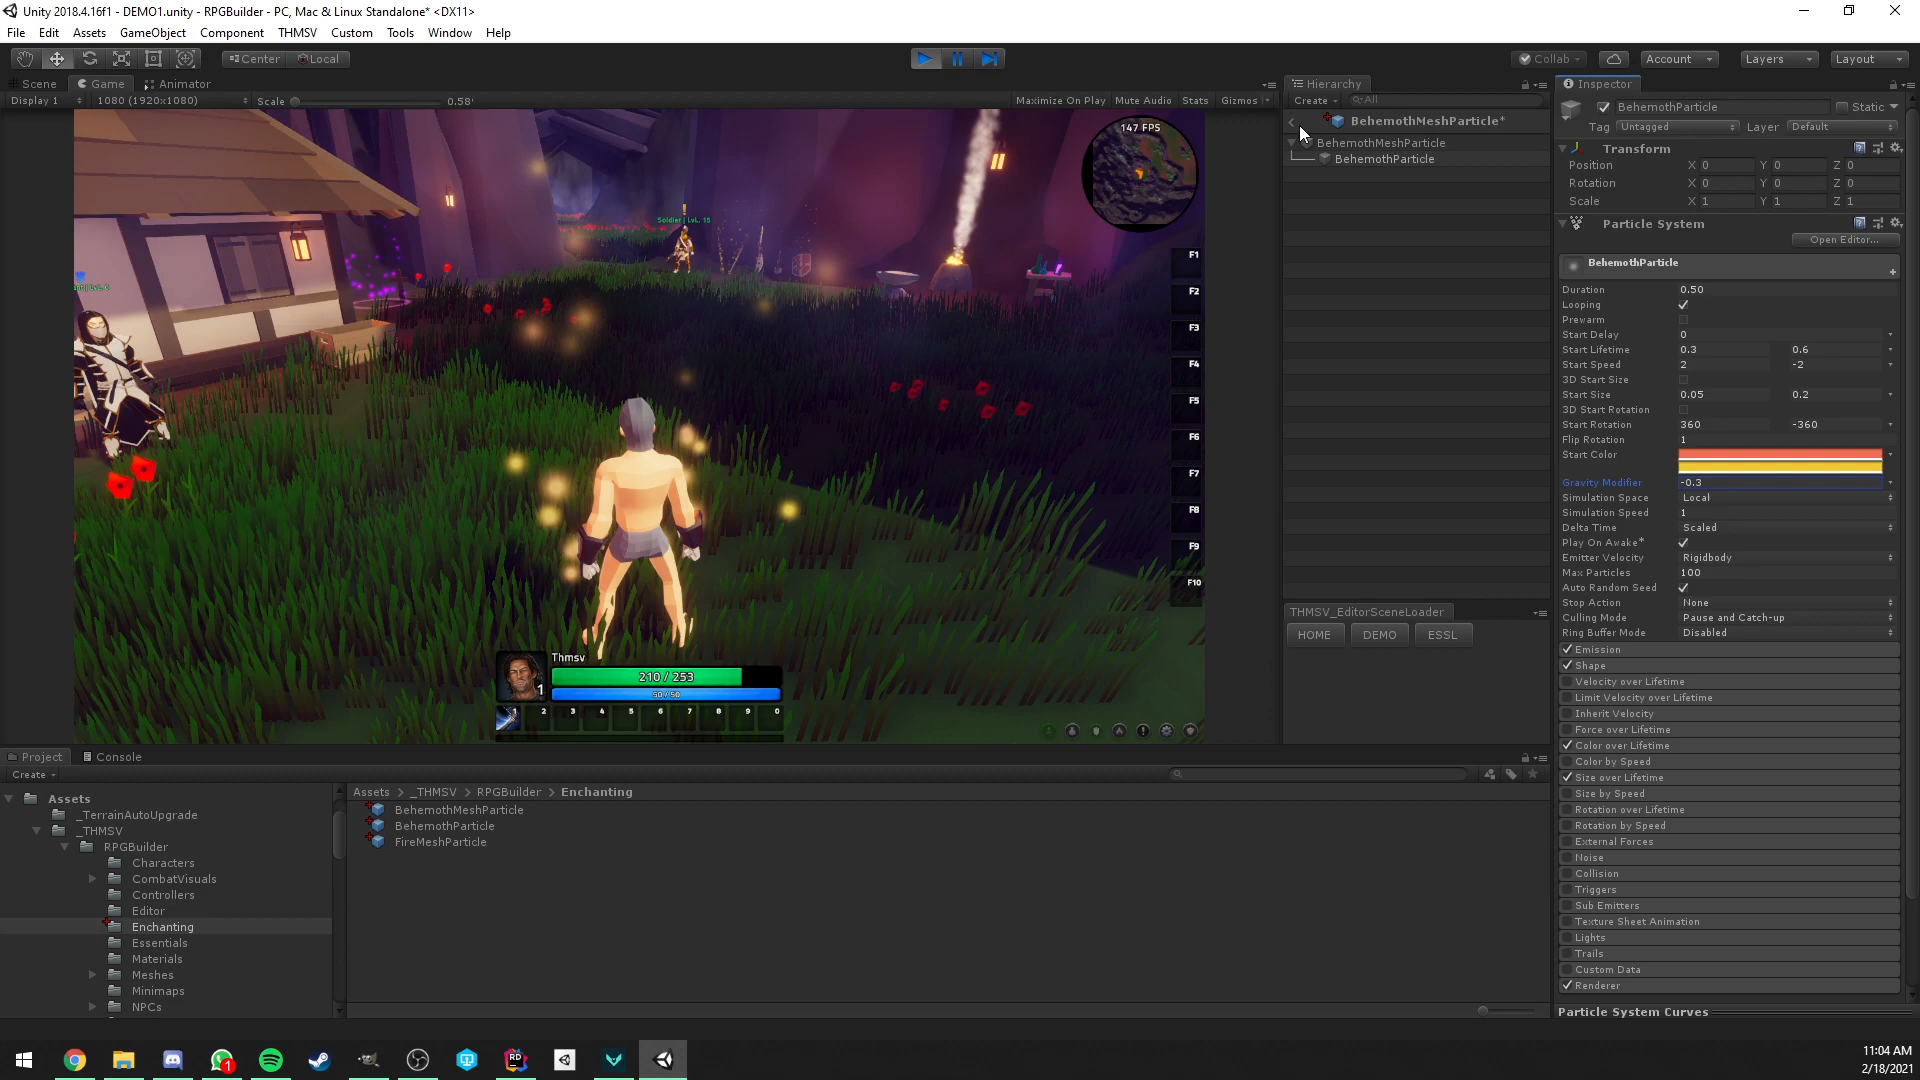 Unity 2018.4.16f1 - DEMO1.unity - RPGBuilder - PC, Mac & Linux Standalone* <DX11>
File Edit Assets GameObject Component THMSV Custom Tools Window Help
Center Local
Collab Account Layers Layout
Scene Game Animator
Display 1 1080 (1920x1080) Scale 0.58
Maximize On Play Mute Audio Stats Gizmos
147 FPS
Soldier | LvL. 15
F1
F2
F3
F4
F5
F6
F7
F8
F9
F10
Thmsv
210 / 253
50 / 50
1
1 2 3 4 5 6 7 8 9 0
Hierarchy
Create All
BehemothMeshParticle*
BehemothMeshParticle
BehemothParticle
THMSV_EditorSceneLoader
HOME DEMO ESSL
Inspector
BehemothParticle Static
Tag Untagged Layer Default
Transform
Position X 0 Y 0 Z 0
Rotation X 0 Y 0 Z 0
Scale X 1 Y 1 Z 1
Particle System
Open Editor...
BehemothParticle
Duration 0.50
Looping
Prewarm
Start Delay 0
Start Lifetime 0.3 0.6
Start Speed 2 -2
3D Start Size
Start Size 0.05 0.2
3D Start Rotation
Start Rotation 360 -360
Flip Rotation 1
Start Color
Gravity Modifier -0.3
Simulation Space Local
Simulation Speed 1
Delta Time Scaled
Play On Awake*
Emitter Velocity Rigidbody
Max Particles 100
Auto Random Seed
Stop Action None
Culling Mode Pause and Catch-up
Ring Buffer Mode Disabled
Emission
Shape
Velocity over Lifetime
Limit Velocity over Lifetime
Inherit Velocity
Force over Lifetime
Color over Lifetime
Color by Speed
Size over Lifetime
Size by Speed
Rotation over Lifetime
Rotation by Speed
External Forces
Noise
Collision
Triggers
Sub Emitters
Texture Sheet Animation
Lights
Trails
Custom Data
Renderer
Particle System Curves
Project Console
Create
Assets
_TerrainAutoUpgrade
_THMSV
RPGBuilder
Characters
CombatVisuals
Controllers
Editor
Enchanting
Essentials
Materials
Meshes
Minimaps
NPCs
Assets > _THMSV > RPGBuilder > Enchanting
BehemothMeshParticle
BehemothParticle
FireMeshParticle
1
RD
11:04 AM
2/18/2021